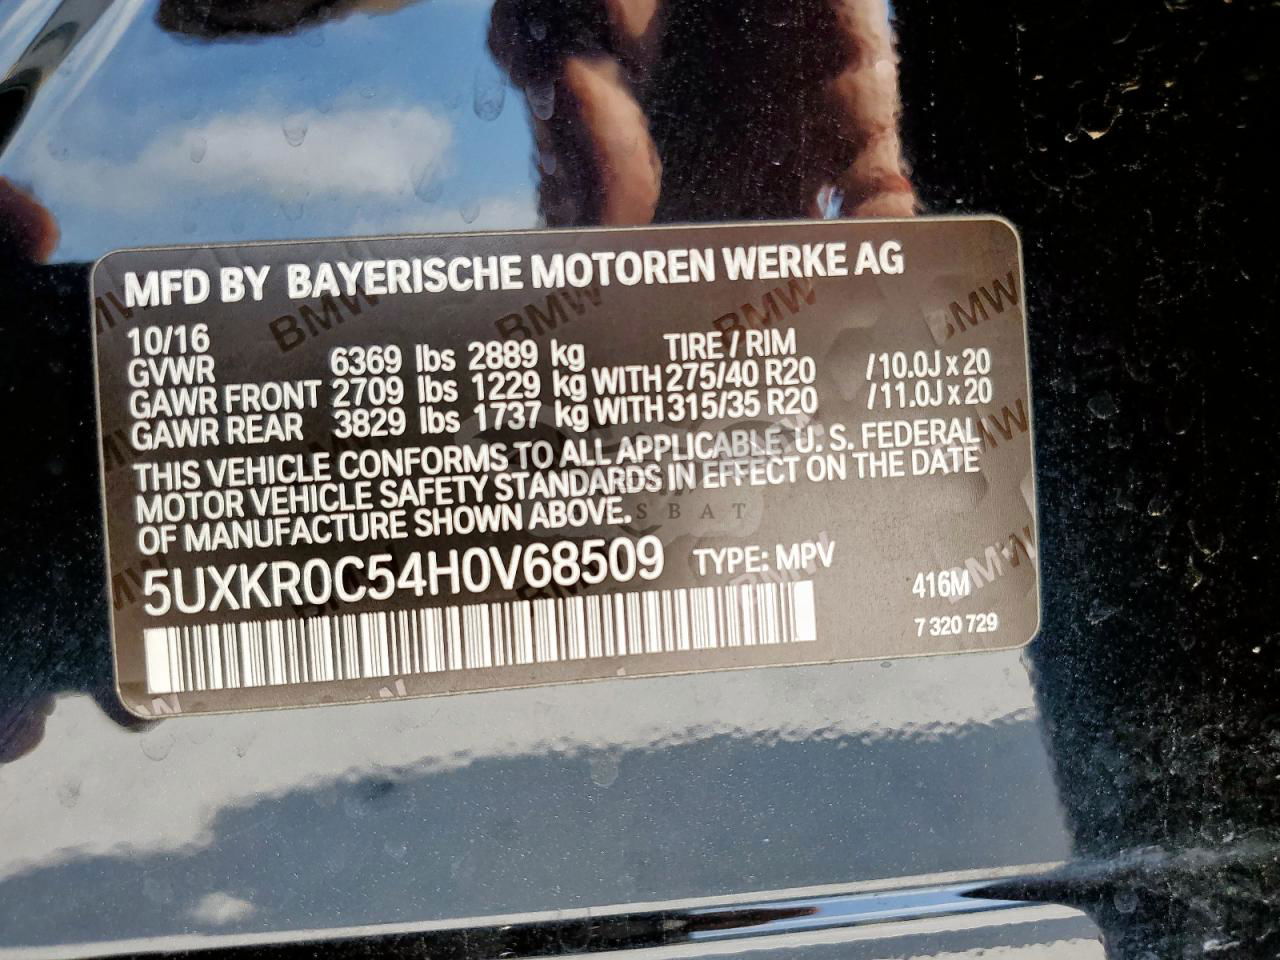 MFD BY BAYERISCHE MOTOREN WERKE AG
10/16
GVWR 6369 lbs 2889 kg TIRE / RIM
GAWR FRONT 2709 lbs 1229 kg WITH 275/40 R20 /10.0J x 20
GAWR REAR 3829 lbs 1737 kg WITH 315/35 R20 /11.0J x 20
THIS VEHICLE CONFORMS TO ALL APPLICABLE U. S. FEDERAL
MOTOR VEHICLE SAFETY STANDARDS IN EFFECT ON THE DATE
OF MANUFACTURE SHOWN ABOVE.
5UXKR0C54H0V68509 TYPE: MPV
416M
7 320 729